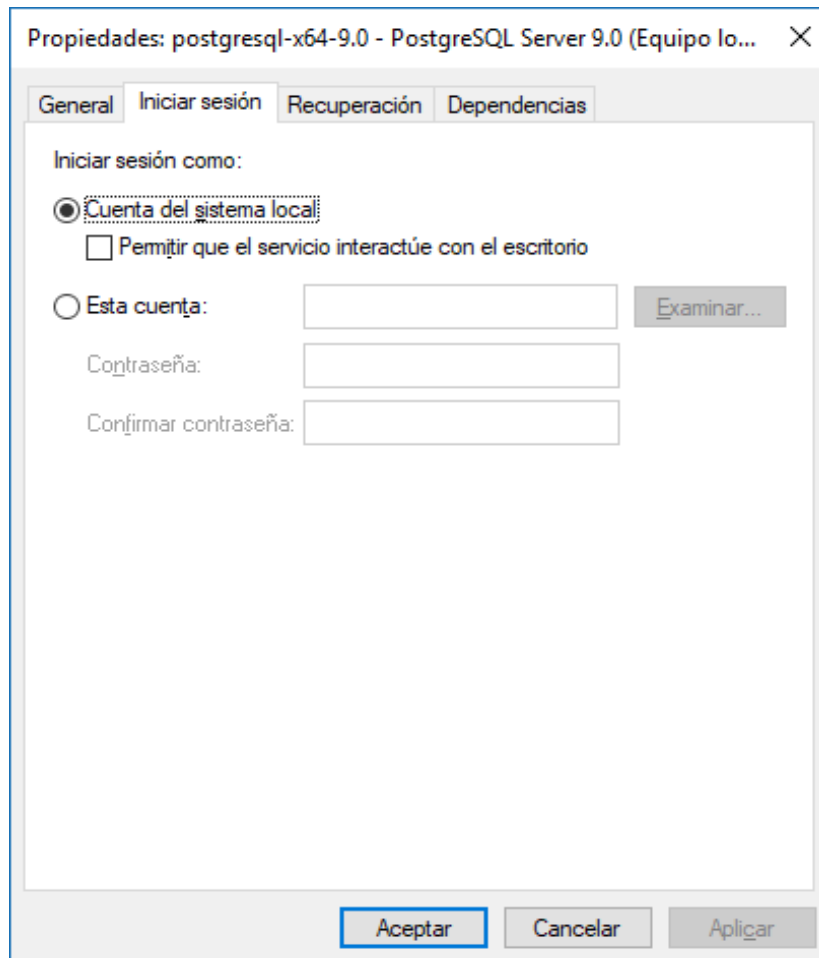 Propiedades: postgresql-x64-9.0 - PostgreSQL Server 9.0 (Equipo lo...
General Iniciar sesión Recuperación Dependencias
Iniciar sesión como:
Cuenta del sistema local
Permitir que el servicio interactúe con el escritorio
Esta cuenta: Examinar...
Contraseña:
Confirmar contraseña:
Aceptar Cancelar Aplicar